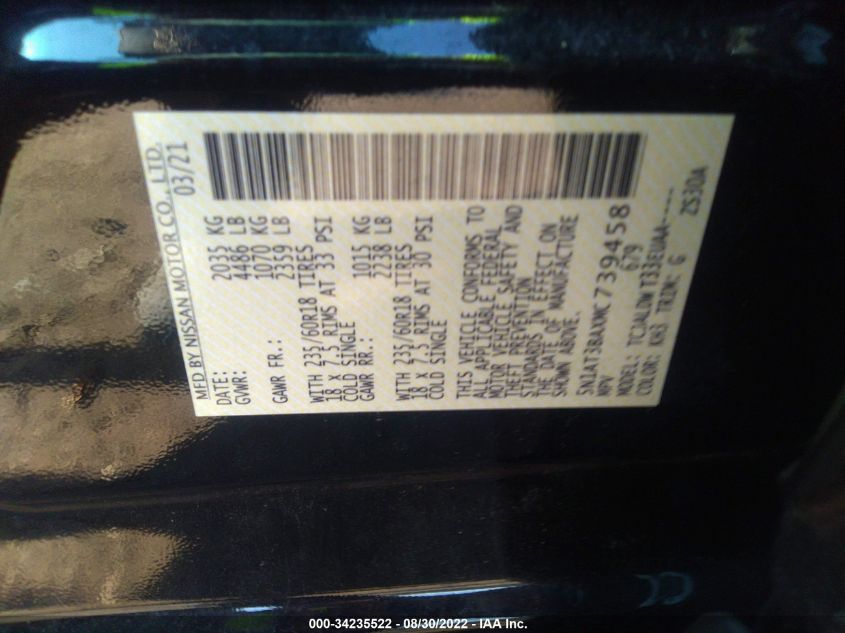 MFD BY NISSAN MOTOR CO., LTD.
DATE: 03/21
GVWR: 2035 KG
4486 LB
GAWR FR.: 1070 KG
2359 LB
WITH 235/60R18 TIRES
18 X 7.5 RIMS AT 33 PSI
COLD SINGLE
GAWR RR.: 1015 KG
2238 LB
WITH 235/60R18 TIRES
18 X 7.5 RIMS AT 30 PSI
COLD SINGLE
THIS VEHICLE CONFORMS TO
ALL APPLICABLE FEDERAL
MOTOR VEHICLE SAFETY AND
THEFT PREVENTION
STANDARDS IN EFFECT ON
THE DATE OF MANUFACTURE
SHOWN ABOVE.
5N1AT3BAXMC739458
MPV 679
MODEL: TCJALDWT33EUAA-----
COLOR: KH3 TRIM: G ZS30A
000-34235522 - 08/30/2022 - IAA Inc.